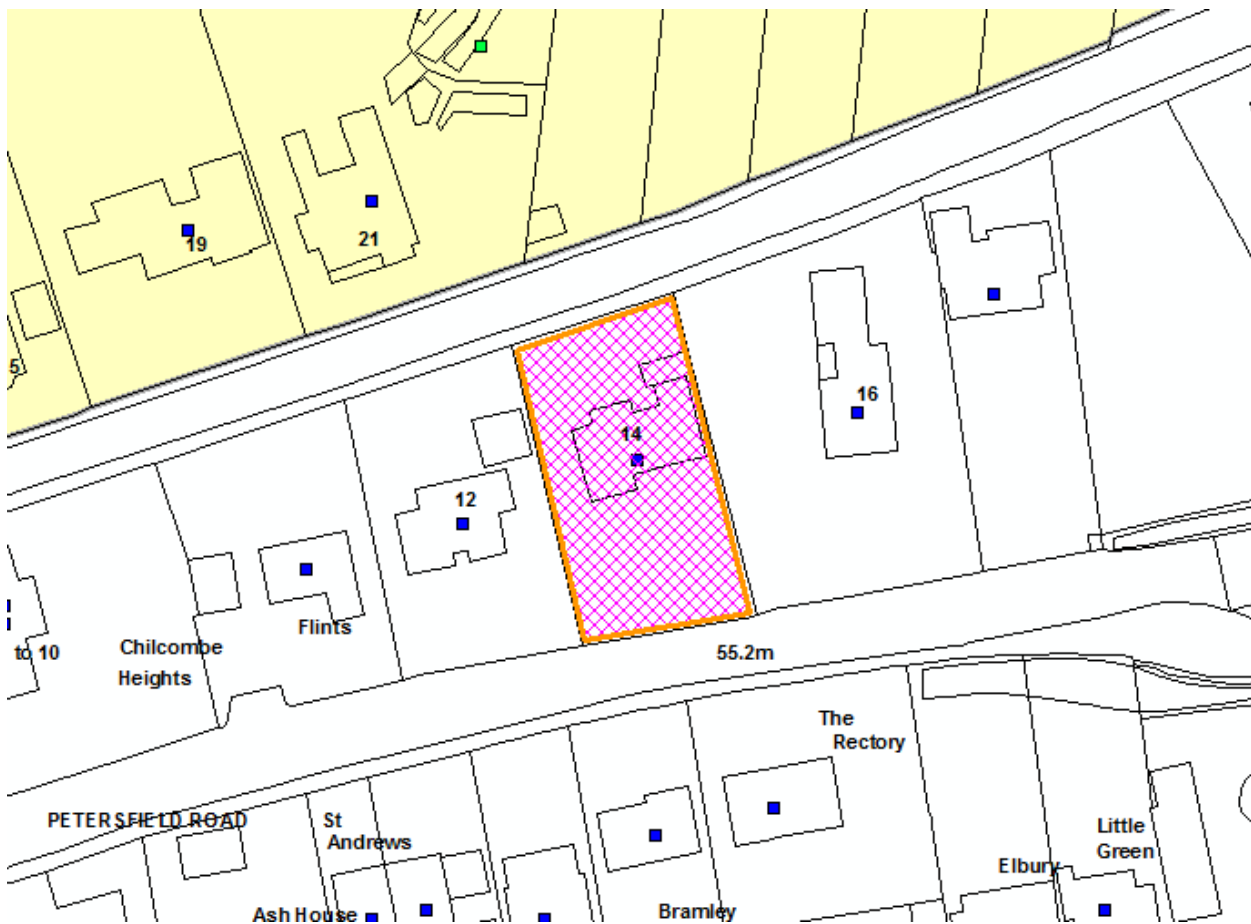 19
21
5
16
14
12
Flints
to 10
Chilcombe
Heights
55.2m
The
Rectory
PETERSFIELD ROAD
St
Andrews
Little
Green
Elbury
Ash House
Bramley